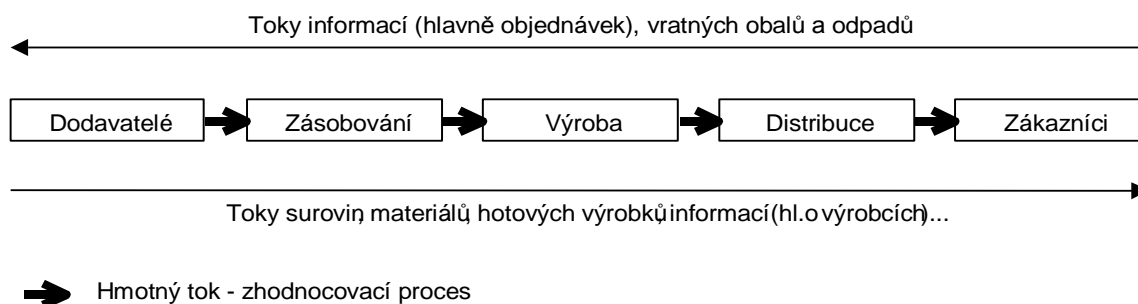 Toky informací (hlavně objednávek), vratných obalů a odpadů
Dodavatelé Zásobování Výroba Distribuce Zákazníci
Toky surovin, materiálů, hotových výrobků, informací (hl. o výrobcích)...
Hmotný tok - zhodnocovací proces